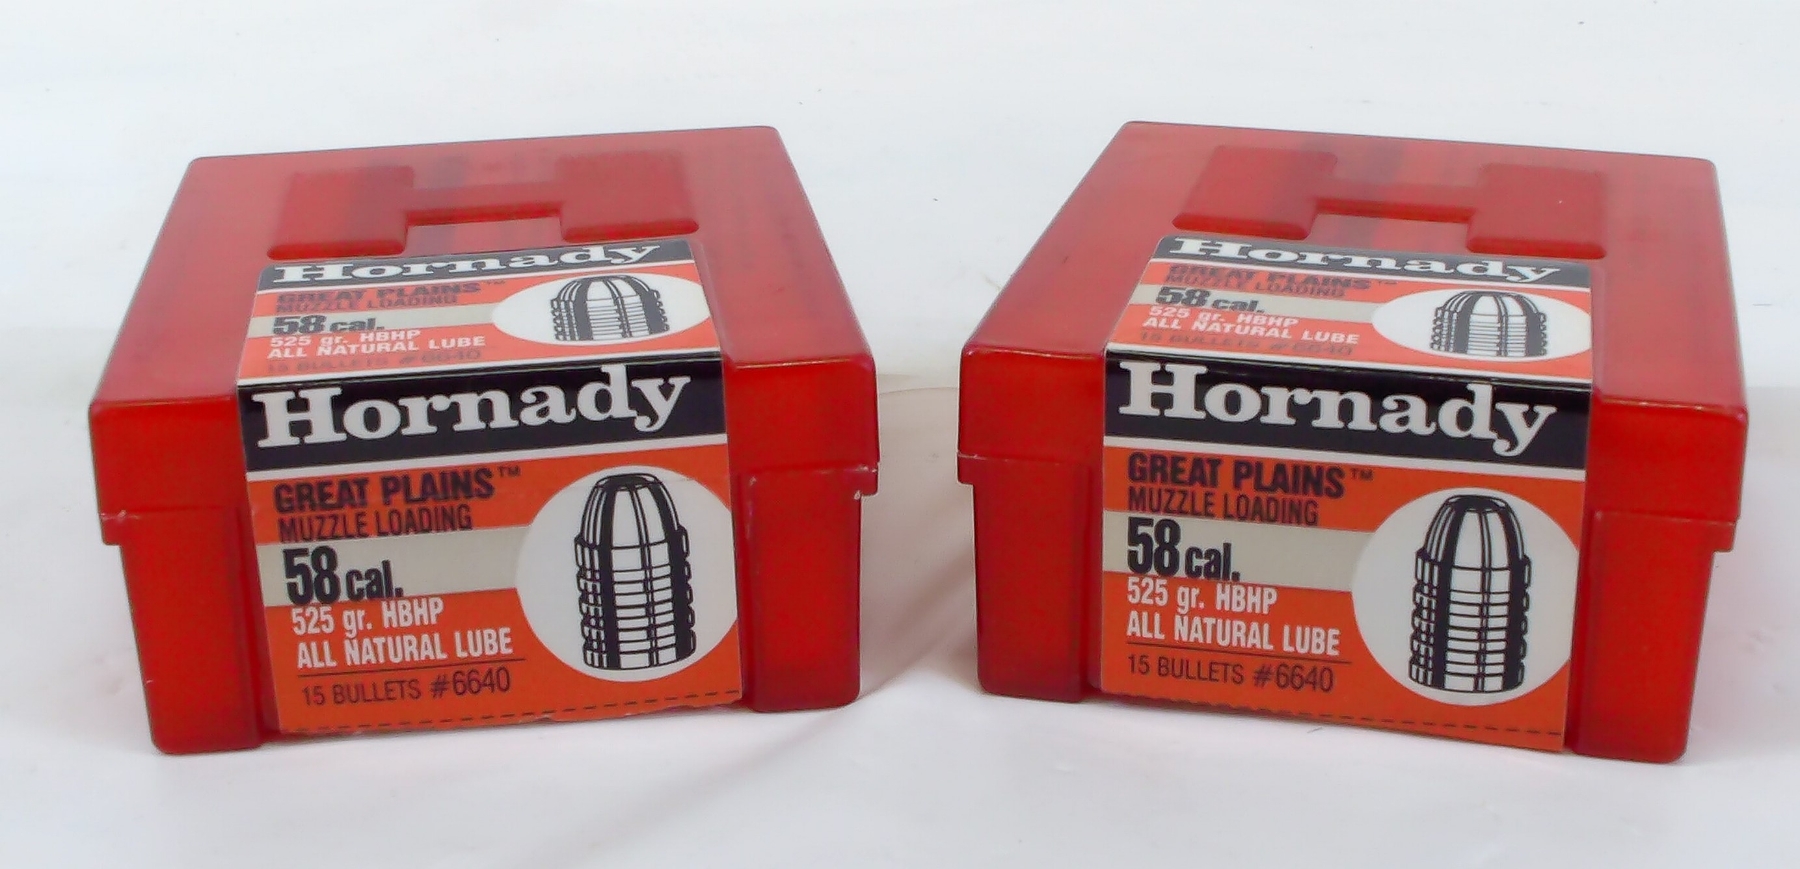 Hornady
GREAT PLAINS™
MUZZLE LOADING
58 cal.
525 gr. HBHP
ALL NATURAL LUBE
15 BULLETS #6640
Hornady
GREAT PLAINS™
MUZZLE LOADING
58 cal.
525 gr. HBHP
ALL NATURAL LUBE
15 BULLETS #6640
Hornady
GREAT PLAINS™
MUZZLE LOADING
58 cal.
525 gr. HBHP
ALL NATURAL LUBE
15 BULLETS #6640
Hornady
GREAT PLAINS™
MUZZLE LOADING
58 cal.
525 gr. HBHP
ALL NATURAL LUBE
15 BULLETS #6640